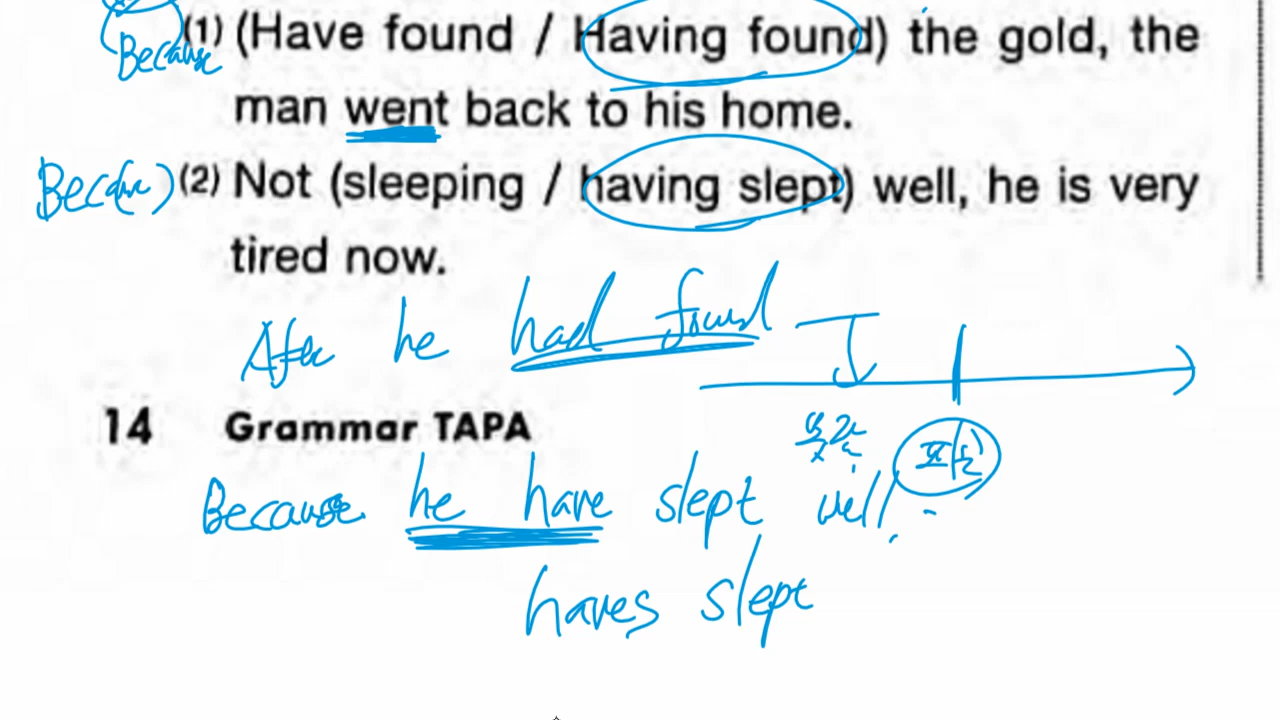 (1) (Have found / Having found) the gold, the
Because
man went back to his home.
Because (2) Not (sleeping / having slept) well, he is very
tired now.
After he had found
14 Grammar TAPA
Because he have slept well.
haves slept